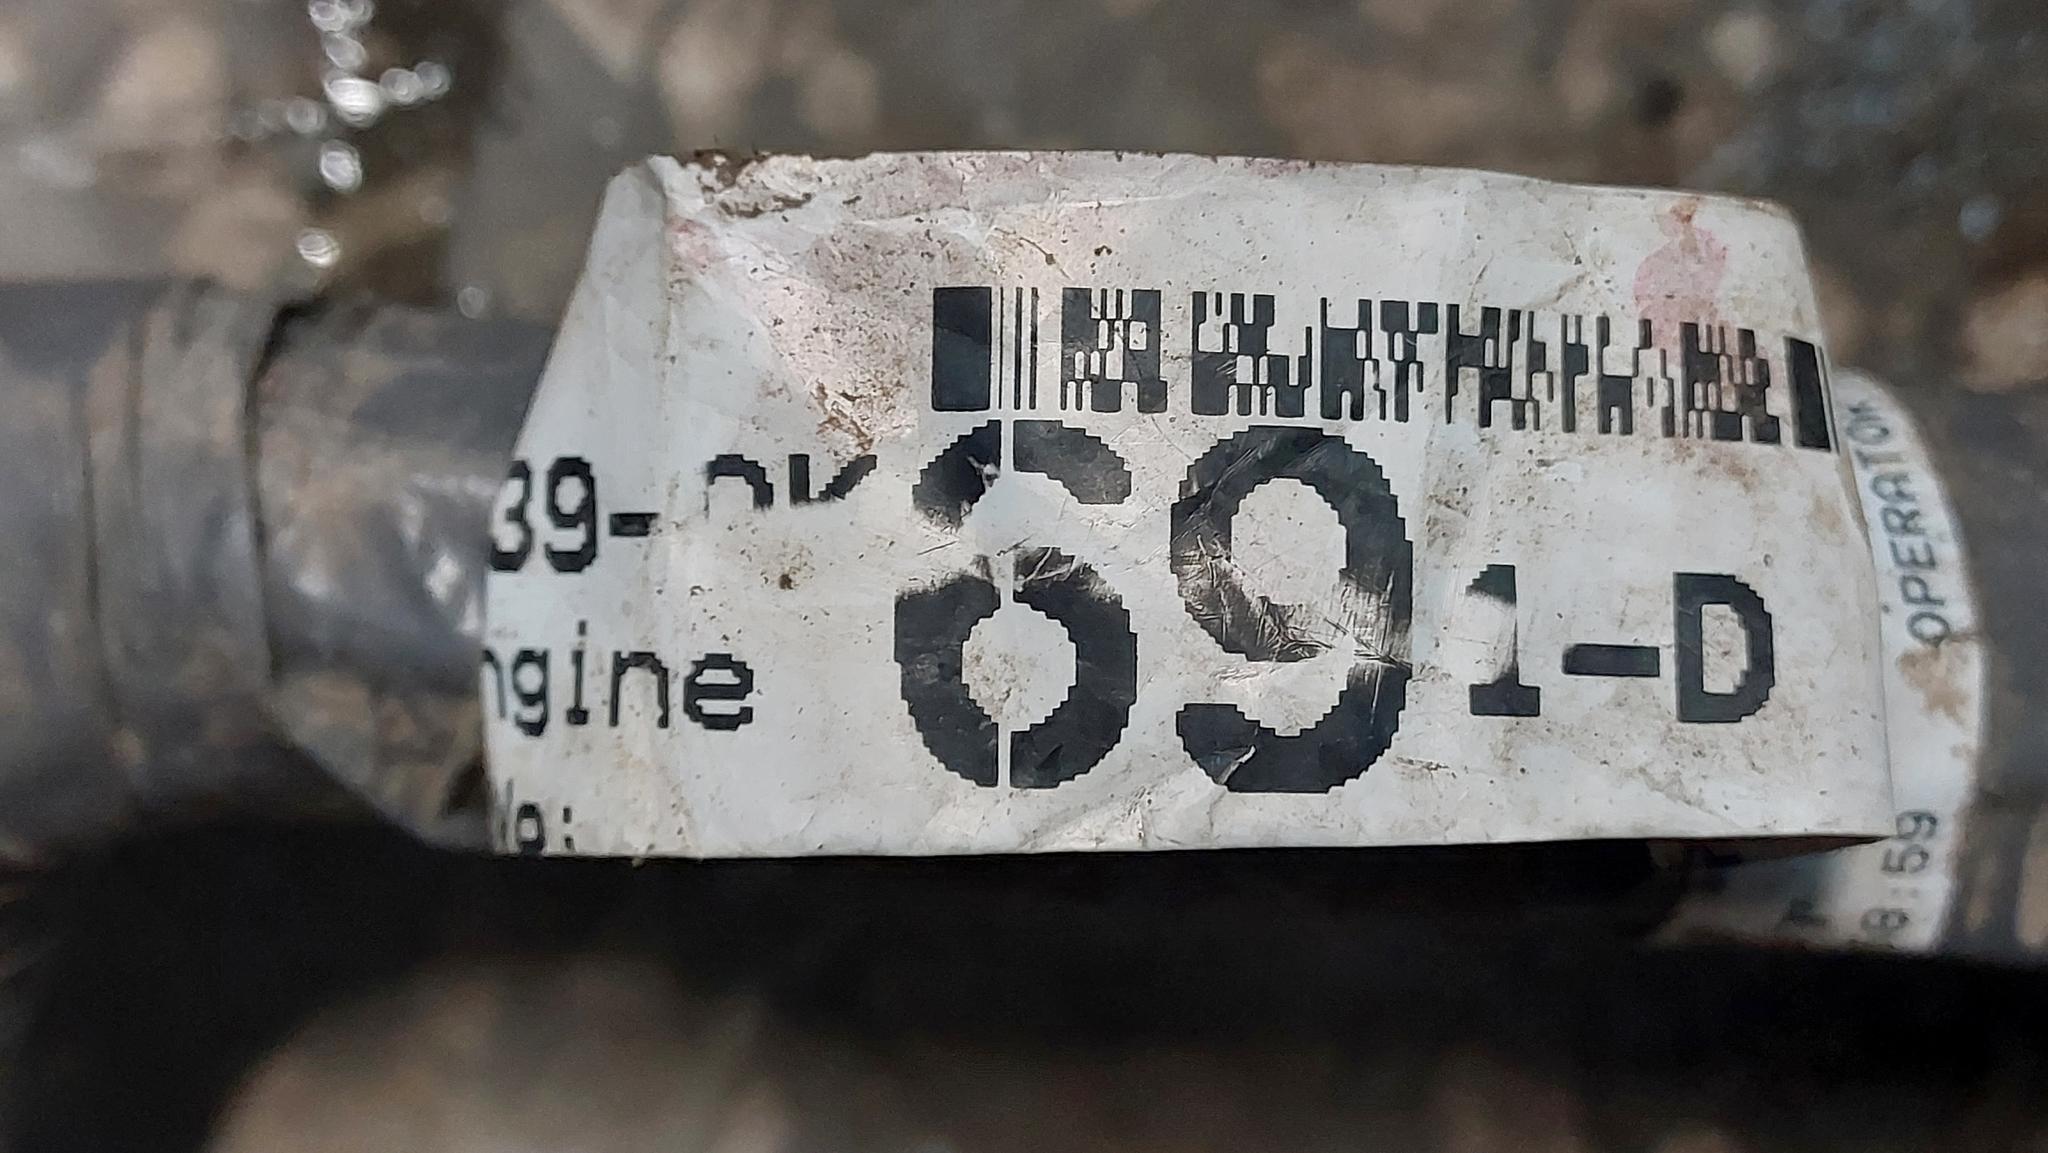 39-
69
1-D
ngine
OPERATOR
:59